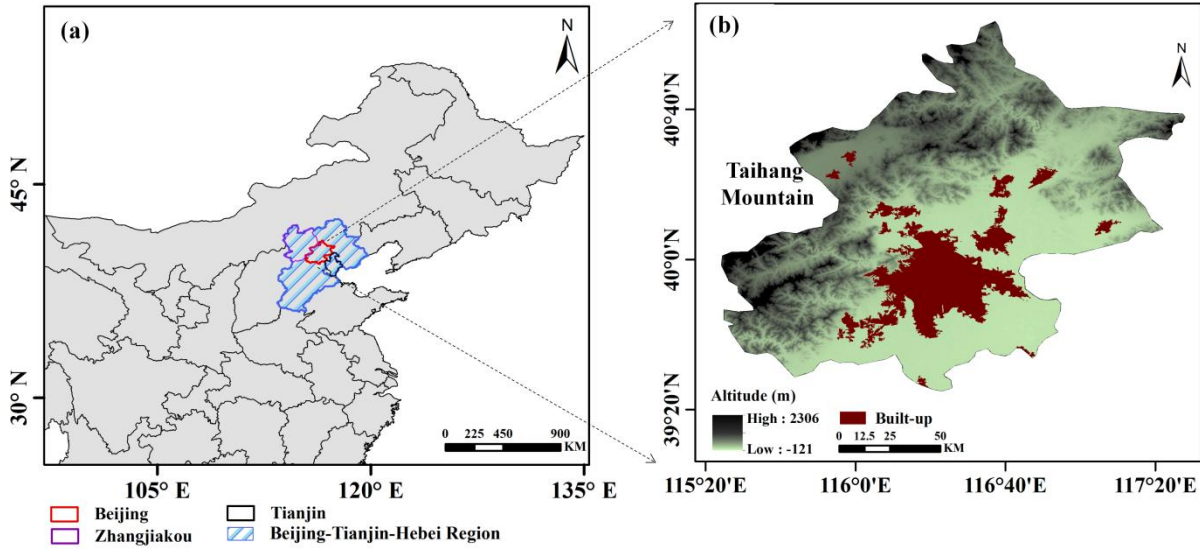 (a)
N
45° N
30° N
0 225 450 900
KM
105° E
120° E
135° E
Beijing
Tianjin
Zhangjiakou
Beijing-Tianjin-Hebei Region
(b)
N
40°40'N
40°0'N
39°20'N
Taihang
Mountain
Altitude (m)
High : 2306
Low : -121
Built-up
0 12.5 25 50
KM
115°20'E
116°0'E
116°40'E
117°20'E